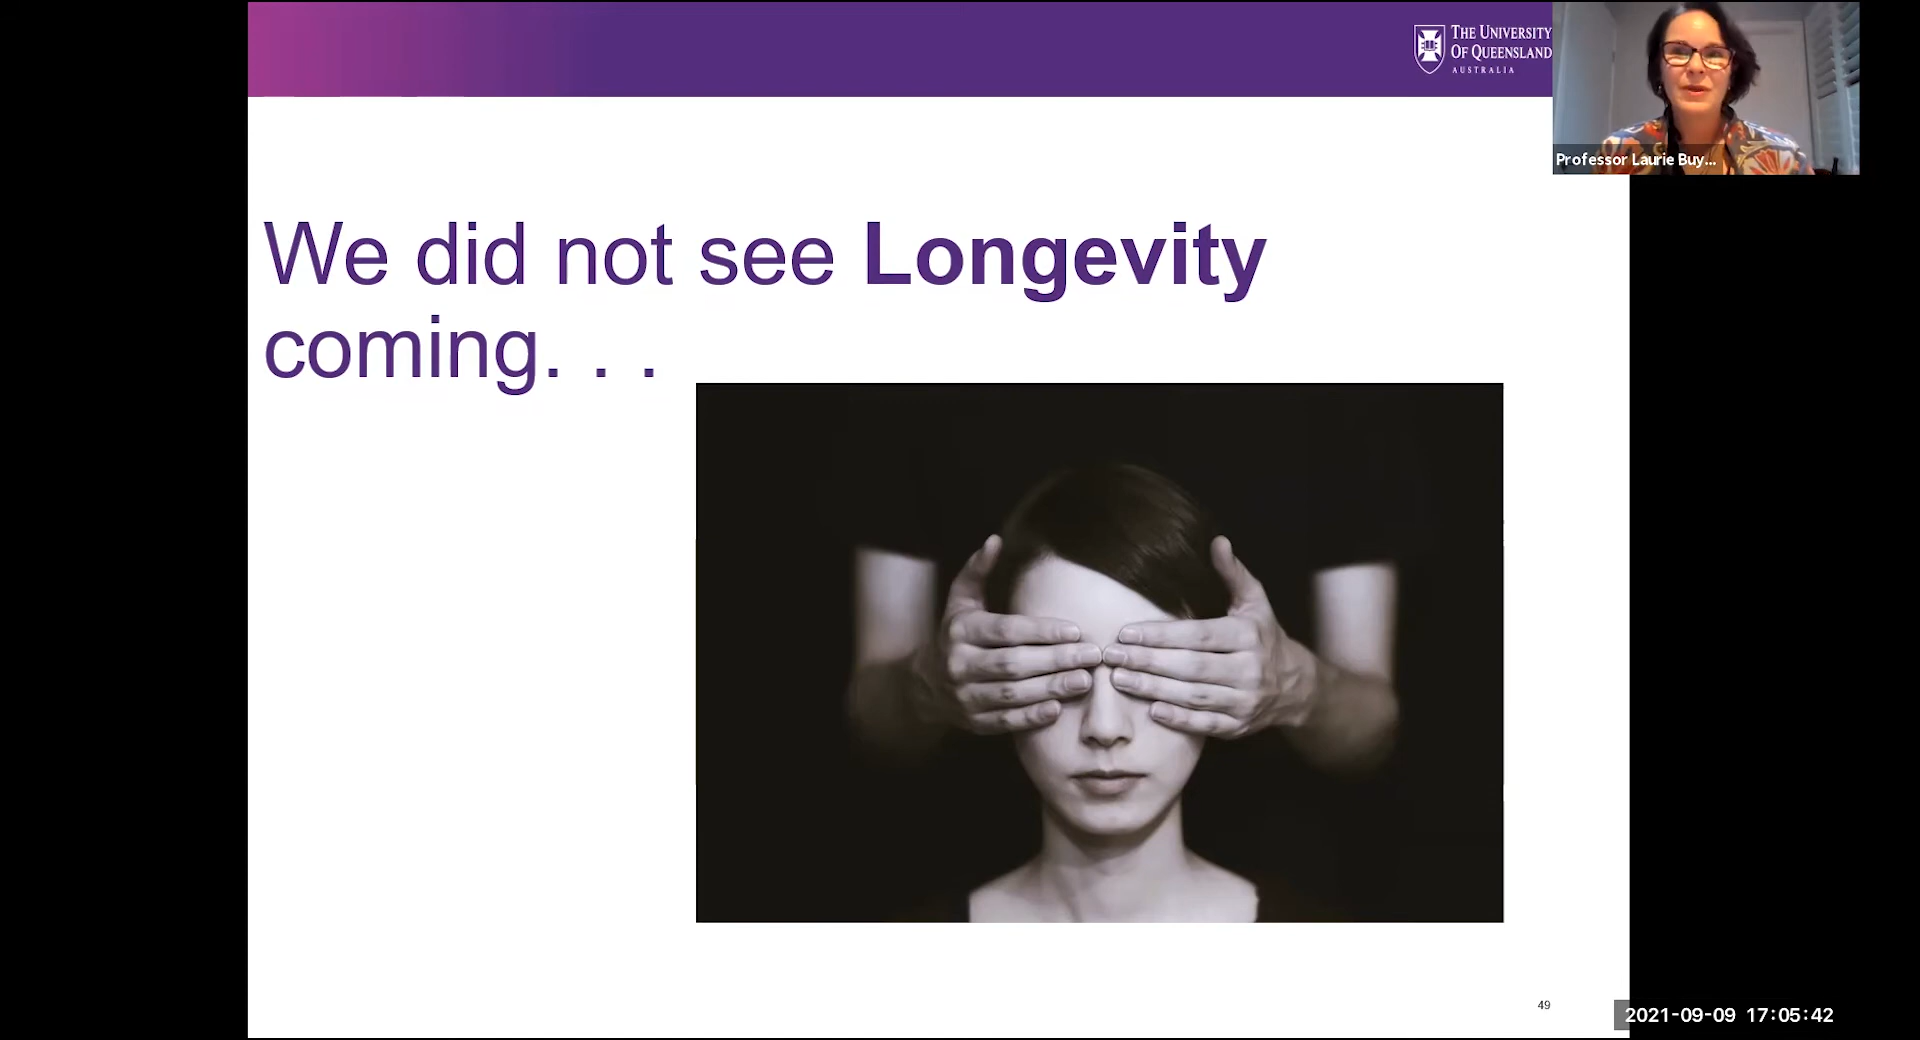 THE UNIVERSITY
OF QUEENSLAND
AUSTRALIA
Professor Laurie Buy...
We did not see Longevity
coming. . .
49
2021-09-09 17:05:42